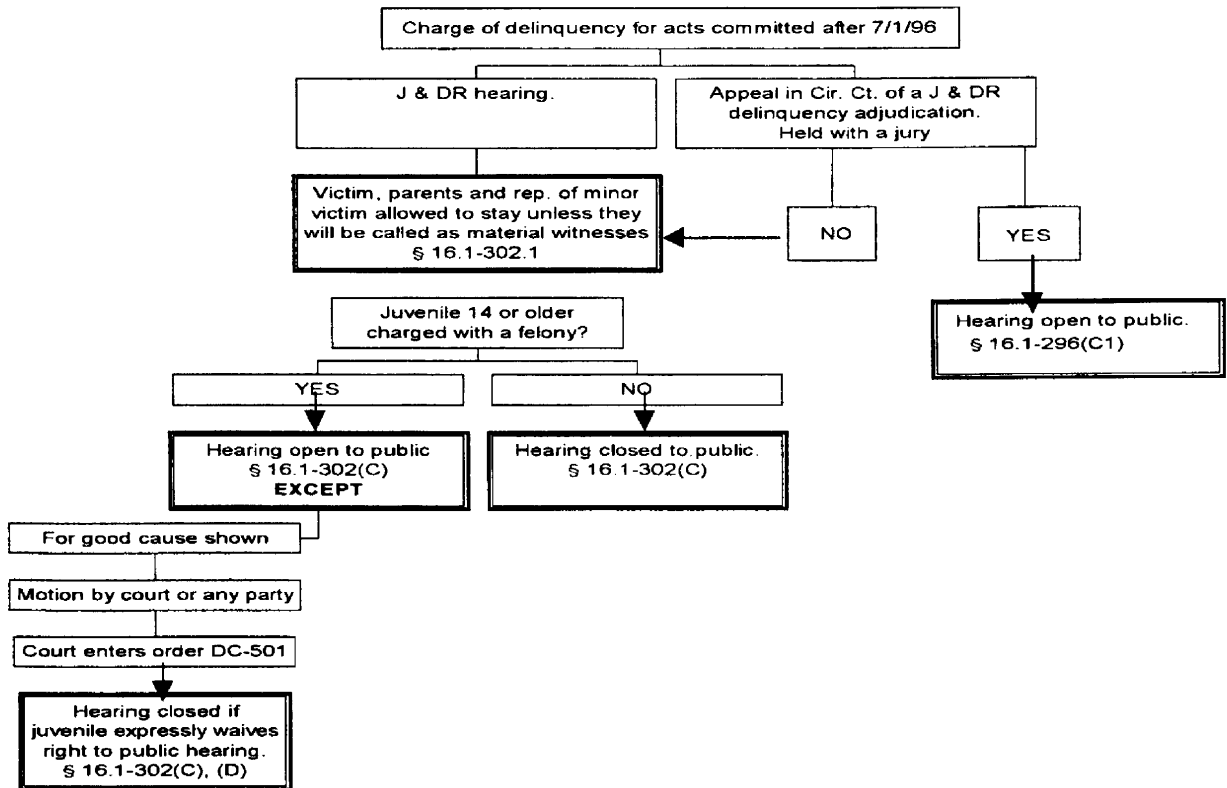 Charge of delinquency for acts committed after 7/1/96
J & DR hearing.
Appeal in Cir. Ct. of a J & DR
delinquency adjudication.
Held with a jury
Victim, parents and rep. of minor
victim allowed to stay unless they
will be called as material witnesses
§ 16.1-302.1
NO
YES
Hearing open to public.
§ 16.1-296(C1)
Juvenile 14 or older
charged with a felony?
YES
NO
Hearing open to public
§ 16.1-302(C)
EXCEPT
Hearing closed to public.
§ 16.1-302(C)
For good cause shown
Motion by court or any party
Court enters order DC-501
Hearing closed if
juvenile expressly waives
right to public hearing.
§ 16.1-302(C), (D)